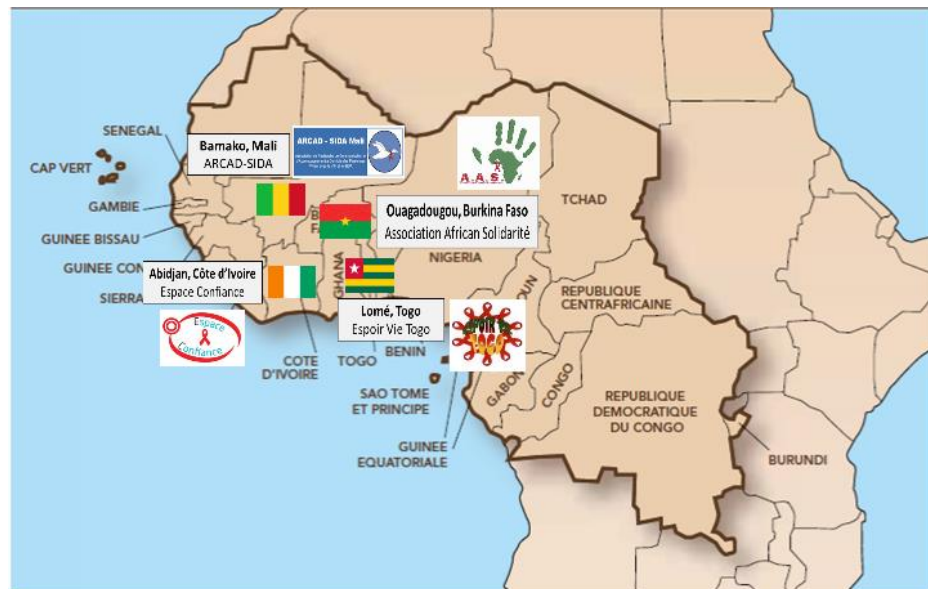 SENEGAL
Bamako, Mali
ARCAD-SIDA
ARCAD - SIDA Mali
CAP VERT
A.A.S
GAMBIE
TCHAD
Ouagadougou, Burkina Faso
Association African Solidarité
GUINEE BISSAU
NIGERIA
GUINEE CON
Abidjan, Côte d'Ivoire
Espace Confiance
SIERRA
GHANA
OUN
REPUBLIQUE
CENTRAFRICAINE
Lomé, Togo
Espoir Vie Togo
Espace
Confiance
BENIN
COTE
D'IVOIRE
TOGO
SAO TOME
ET PRINCIPE
GABON
CONGO
REPUBLIQUE
DEMOCRATIQUE
DU CONGO
GUINEE
EQUATORIALE
BURUNDI